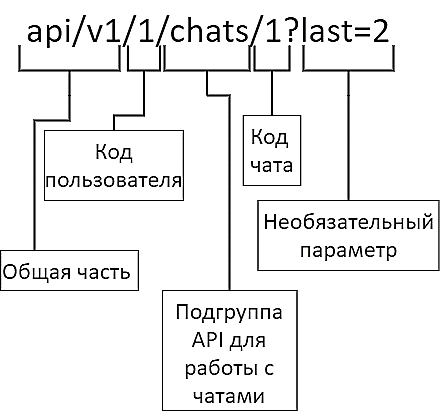 api/v1/1/chats/1?last=2
Код
пользователя
Код
чата
Необязательный
параметр
Общая часть
Подгруппа
API для
работы с
чатами